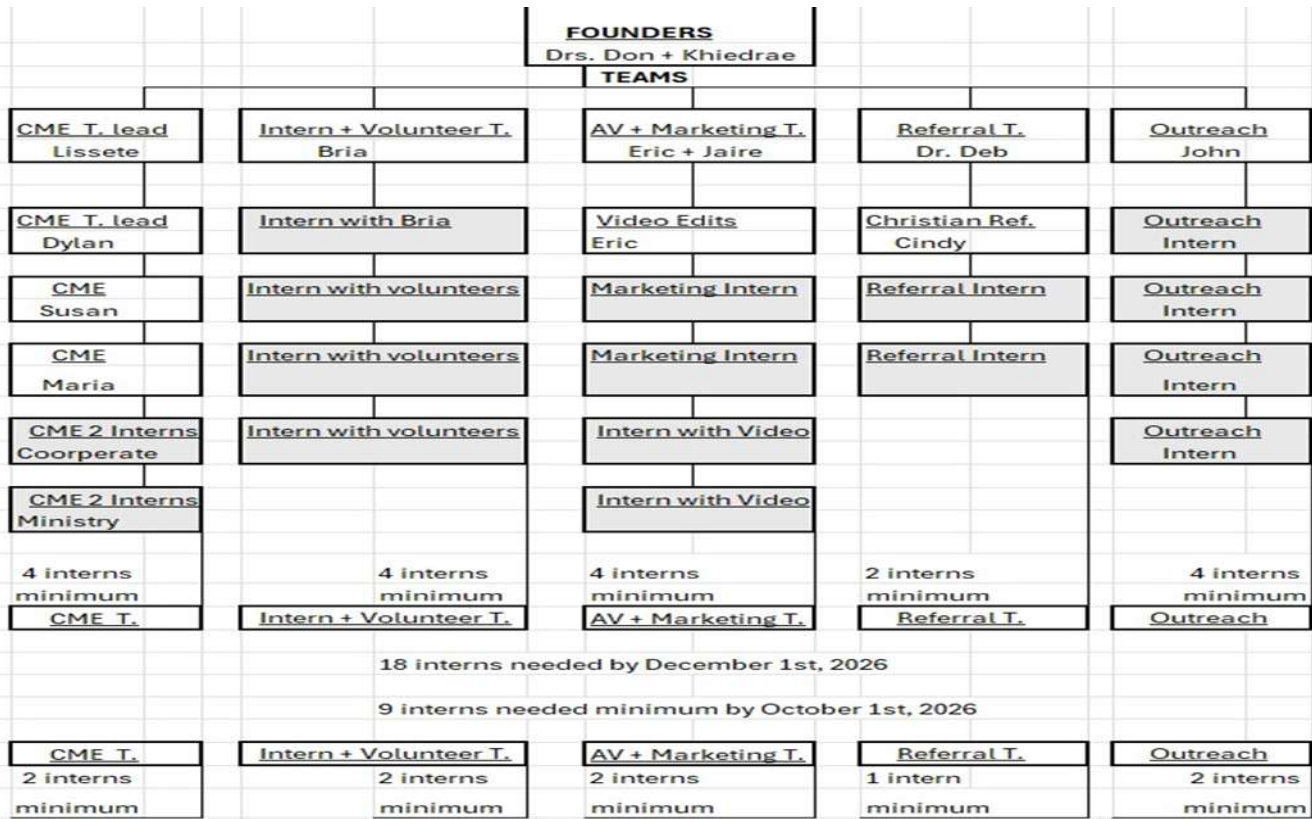 FOUNDERS
Drs. Don + Khiedrae
TEAMS
CME T. lead
Lissete
Intern + Volunteer T.
Bria
AV + Marketing T.
Eric + Jaire
Referral T.
Dr. Deb
Outreach
John
CME T. lead
Dylan
Intern with Bria
Video Edits
Eric
Christian Ref.
Cindy
Outreach
Intern
CME
Susan
Intern with volunteers
Marketing Intern
Referral Intern
Outreach
Intern
CME
Maria
Intern with volunteers
Marketing Intern
Referral Intern
Outreach
Intern
CME 2 Interns
Coorperate
Intern with volunteers
Intern with Video
Outreach
Intern
CME 2 Interns
Ministry
Intern with Video
4 interns
minimum
4 interns
minimum
4 interns
minimum
2 interns
minimum
4 interns
minimum
CME T.
Intern + Volunteer T.
AV + Marketing T.
Referral T.
Outreach
18 interns needed by December 1st, 2026
9 interns needed minimum by October 1st, 2026
CME T.
Intern + Volunteer T.
AV + Marketing T.
Referral T.
Outreach
2 interns
minimum
2 interns
minimum
2 interns
minimum
1 intern
minimum
2 interns
minimum